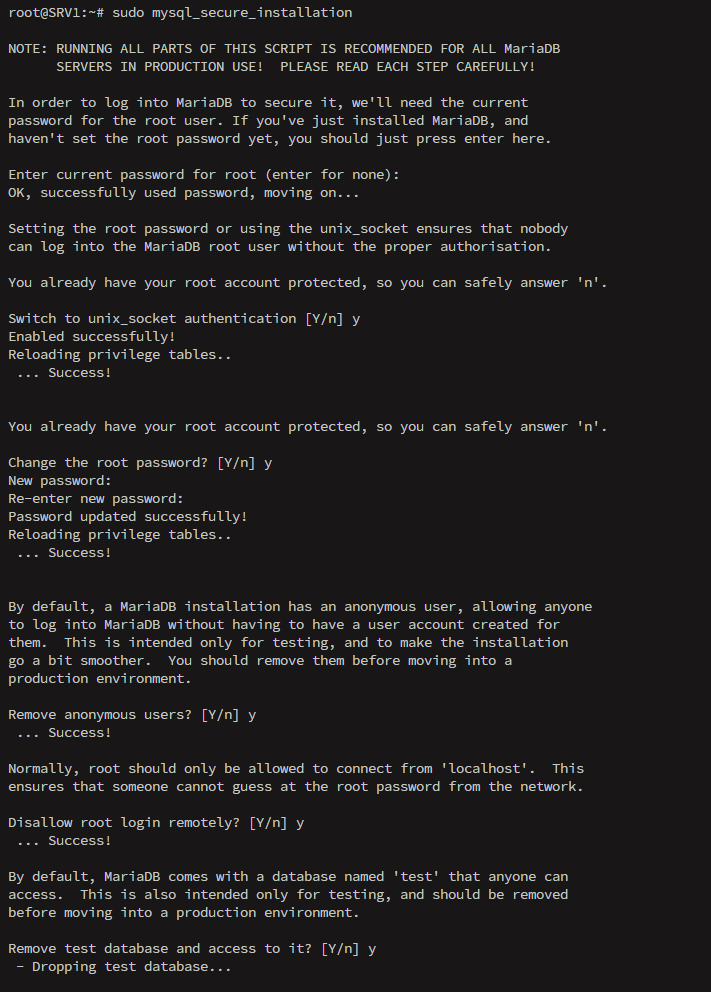 root@SRV1:~# sudo mysql_secure_installation
NOTE: RUNNING ALL PARTS OF THIS SCRIPT IS RECOMMENDED FOR ALL MariaDB
      SERVERS IN PRODUCTION USE!  PLEASE READ EACH STEP CAREFULLY!
In order to log into MariaDB to secure it, we'll need the current
password for the root user. If you've just installed MariaDB, and
haven't set the root password yet, you should just press enter here.
Enter current password for root (enter for none):
OK, successfully used password, moving on...
Setting the root password or using the unix_socket ensures that nobody
can log into the MariaDB root user without the proper authorisation.
You already have your root account protected, so you can safely answer 'n'.
Switch to unix_socket authentication [Y/n] y
Enabled successfully!
Reloading privilege tables..
 ... Success!
You already have your root account protected, so you can safely answer 'n'.
Change the root password? [Y/n] y
New password:
Re-enter new password:
Password updated successfully!
Reloading privilege tables..
 ... Success!
By default, a MariaDB installation has an anonymous user, allowing anyone
to log into MariaDB without having to have a user account created for
them.  This is intended only for testing, and to make the installation
go a bit smoother.  You should remove them before moving into a
production environment.
Remove anonymous users? [Y/n] y
 ... Success!
Normally, root should only be allowed to connect from 'localhost'.  This
ensures that someone cannot guess at the root password from the network.
Disallow root login remotely? [Y/n] y
 ... Success!
By default, MariaDB comes with a database named 'test' that anyone can
access.  This is also intended only for testing, and should be removed
before moving into a production environment.
Remove test database and access to it? [Y/n] y
 - Dropping test database...